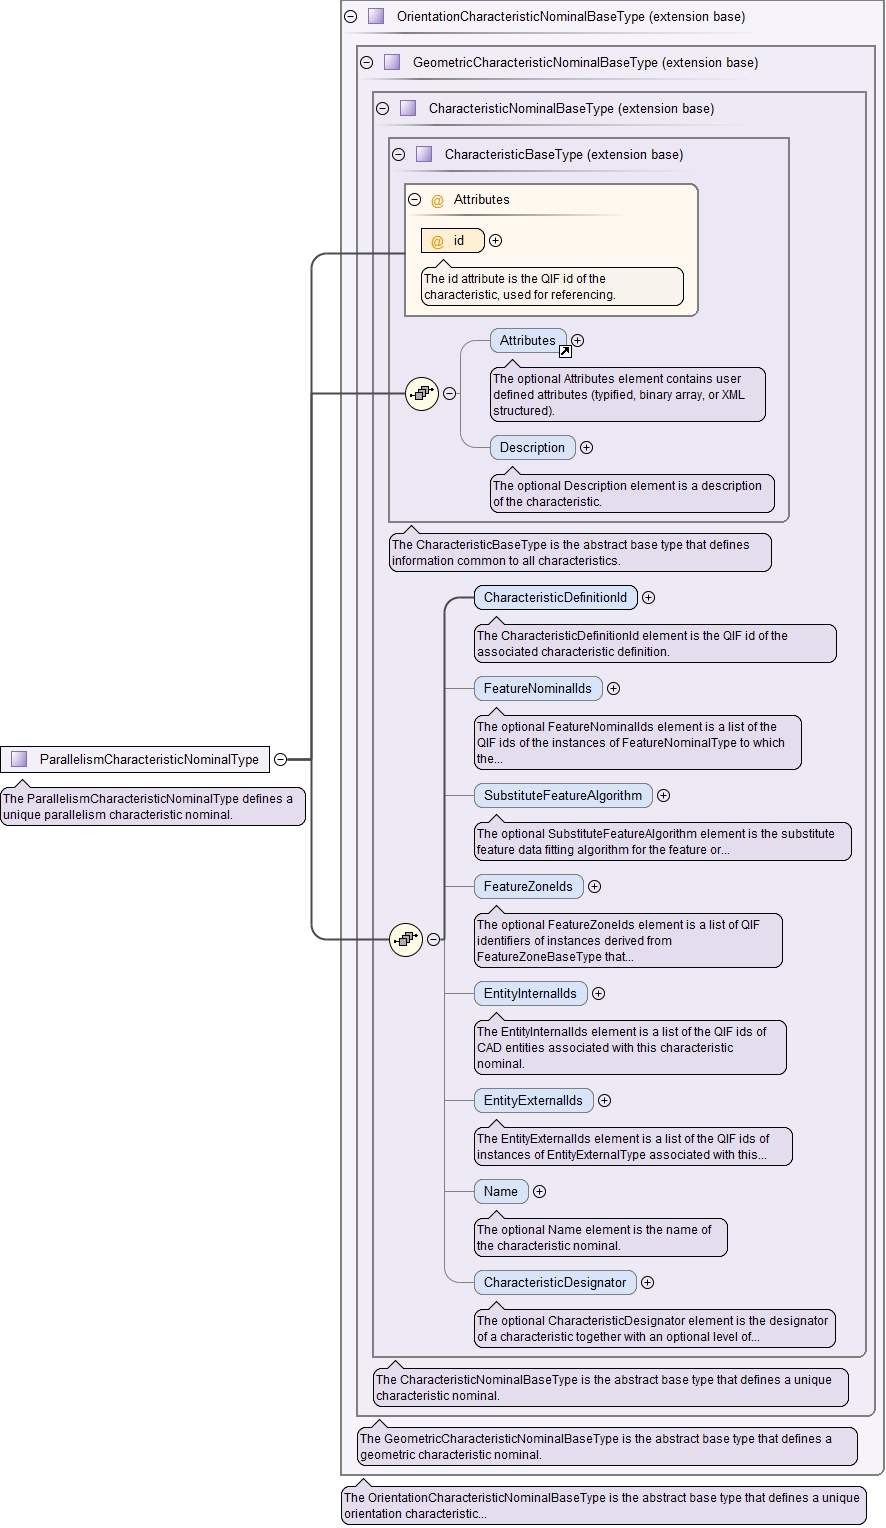 OrientationCharacteristicNominalBaseType (extension base)
GeometricCharacteristicNominalBaseType (extension base)
CharacteristicNominalBaseType (extension base)
CharacteristicBaseType (extension base)
@ Attributes
@ id
The id attribute is the QIF id of the
characteristic, used for referencing.
Attributes
The optional Attributes element contains user
defined attributes (typified, binary array, or XML
structured).
Description
The optional Description element is a description
of the characteristic.
The CharacteristicBaseType is the abstract base type that defines
information common to all characteristics.
CharacteristicDefinitionId
The CharacteristicDefinitionId element is the QIF id of the
associated characteristic definition.
FeatureNominalIds
The optional FeatureNominalIds element is a list of the
QIF ids of the instances of FeatureNominalType to which
the...
ParallelismCharacteristicNominalType
The ParallelismCharacteristicNominalType defines a
unique parallelism characteristic nominal.
SubstituteFeatureAlgorithm
The optional SubstituteFeatureAlgorithm element is the substitute
feature data fitting algorithm for the feature or...
FeatureZoneIds
The optional FeatureZoneIds element is a list of QIF
identifiers of instances derived from
FeatureZoneBaseType that...
EntityInternalIds
The EntityInternalIds element is a list of the QIF ids of
CAD entities associated with this characteristic
nominal.
EntityExternalIds
The EntityExternalIds element is a list of the QIF ids of
instances of EntityExternalType associated with this...
Name
The optional Name element is the name of
the characteristic nominal.
CharacteristicDesignator
The optional CharacteristicDesignator element is the designator
of a characteristic together with an optional level of...
The CharacteristicNominalBaseType is the abstract base type that defines a unique
characteristic nominal.
The GeometricCharacteristicNominalBaseType is the abstract base type that defines a
geometric characteristic nominal.
The OrientationCharacteristicNominalBaseType is the abstract base type that defines a unique
orientation characteristic...